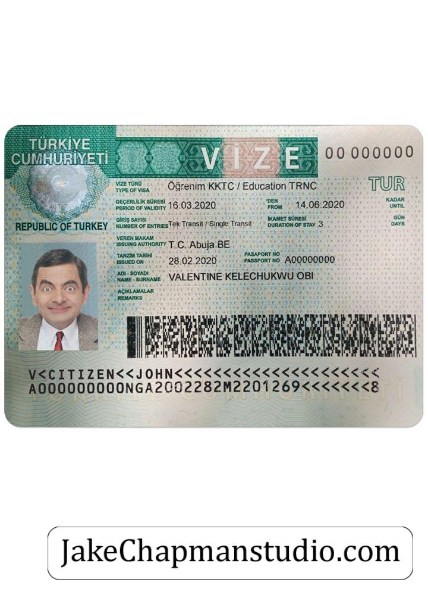 TÜRKİYE
CUMHURİYETİ
REPUBLIC OF TURKEY
VIZE 00 000000
VIZE TÜRÜ
TYPE OF VISA
Öğrenim KKTC / Education TRNC
TUR
GEÇERLİLİK SÜRESİ
PERIOD OF VALIDITY
16.03.2020
'DEN
FROM
14.06.2020
KADAR
UNTIL
GİRİŞ SAYISI
NUMBER OF ENTRIES
Tek Transit / Single Transit
İKAMET SÜRESİ
DURATION OF STAY
3
GÜN
DAYS
VEREN MAKAM
ISSUING AUTHORITY
T.C. Abuja BE
TANZİM TARİHİ
ISSUED ON
28.02.2020
PASAPORT NO
PASSPORT NO
A00000000
ADI - SOYADI
NAME - SURNAME
VALENTINE KELECHUKWU OBI
AÇIKLAMALAR
REMARKS
V<CITIZEN<<JOHN<<<<<<<<<<<<<<<<<<<<<
A000000000NGA2002282M2201269<<<<<<<8
JakeChapmanstudio.com